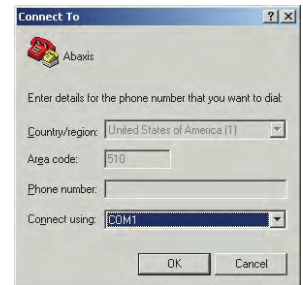 Connect To
Abaxis
Enter details for the phone number that you want to dial:
Country/region: United States of America (1)
Area code: 510
Phone number:
Connect using: COM1
OK Cancel